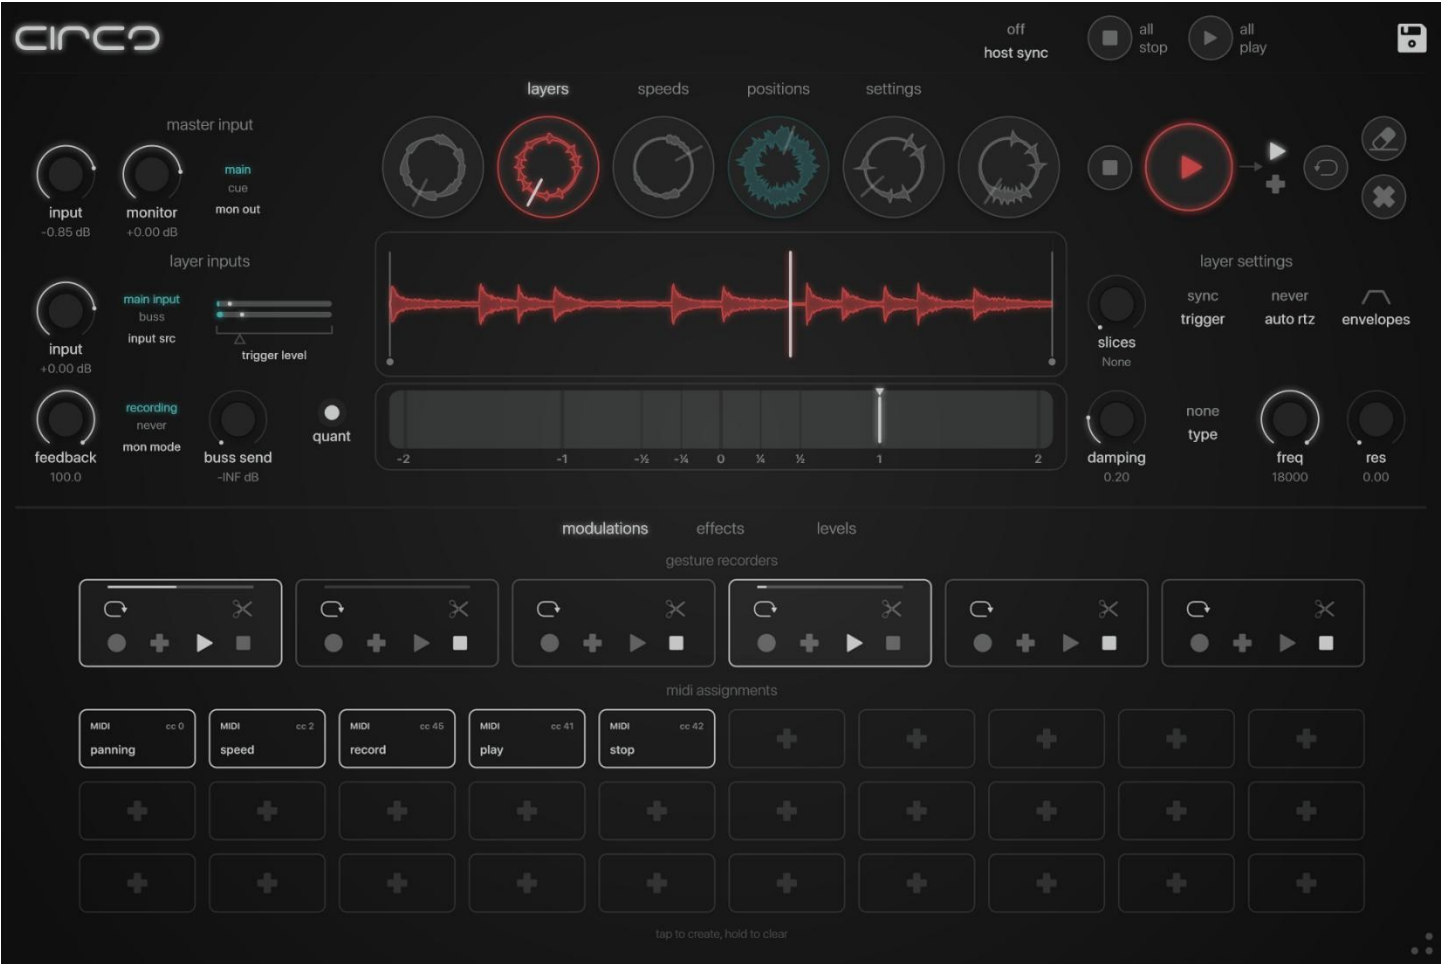 circo
off
host sync
all
stop
all
play
layers speeds positions settings
master input
input
-0.85 dB
monitor
+0.00 dB
main
cue
mon out
layer inputs
input
+0.00 dB
main input
buss
input src
trigger level
feedback
100.0
recording
never
mon mode
buss send
-INF dB
quant
-2 -1 -½ -¼ 0 ¼ ½ 1 2
layer settings
slices
None
sync
trigger
never
auto rtz
envelopes
damping
0.20
none
type
freq
18000
res
0.00
modulations effects levels
gesture recorders
midi assignments
MIDI cc 0
panning
MIDI cc 2
speed
MIDI cc 45
record
MIDI cc 41
play
MIDI cc 42
stop
tap to create, hold to clear